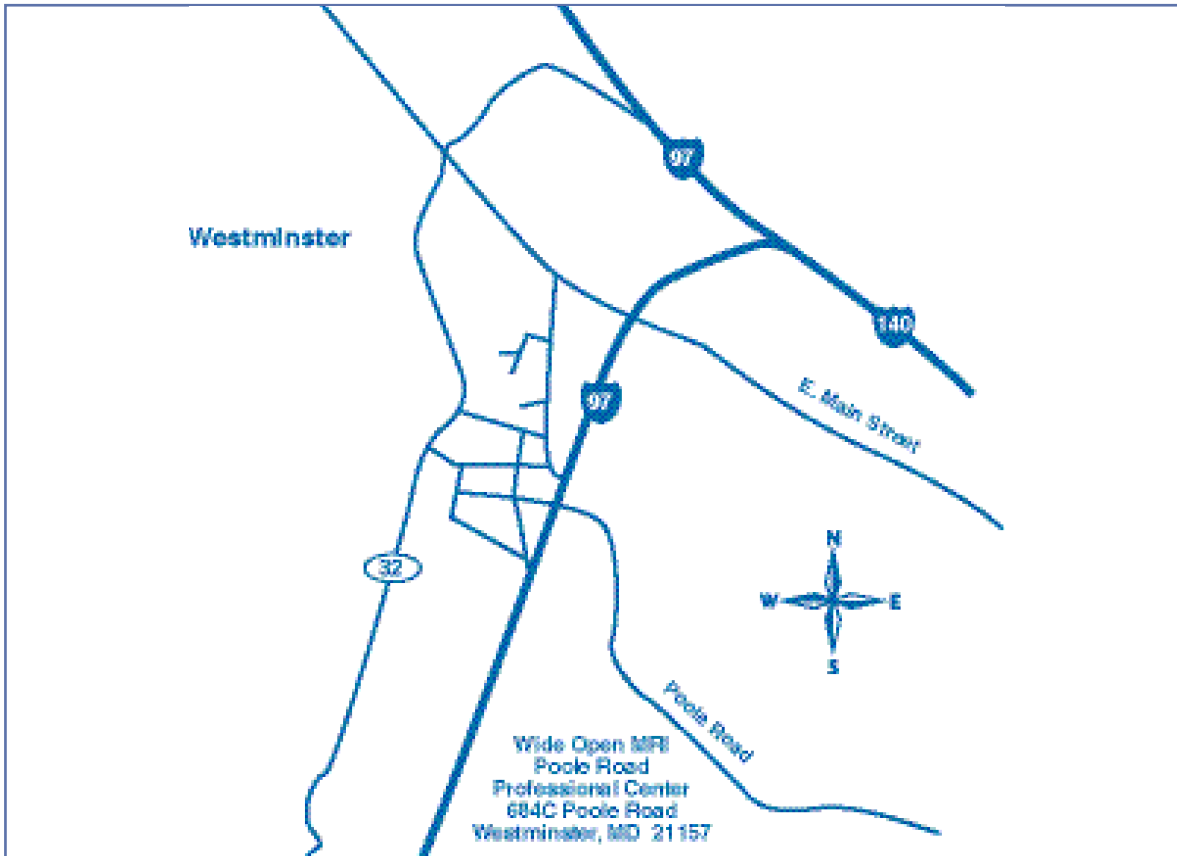 97
Westminster
140
97
E. Main Street
N
W E
S
32
Poole Road
Wide Open MRI
Poole Road
Professional Center
684C Poole Road
Westminster, MD 21157